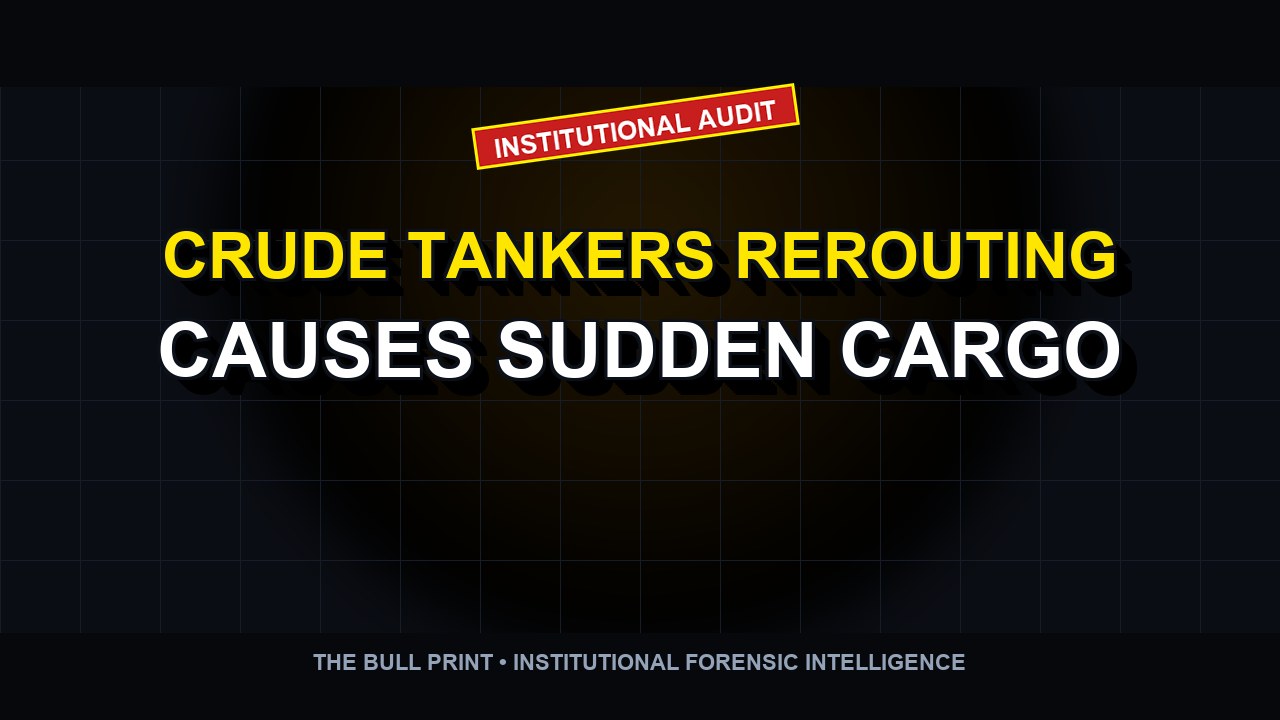 INSTITUTIONAL AUDIT
CRUDE TANKERS REROUTING
CAUSES SUDDEN CARGO
THE BULL PRINT • INSTITUTIONAL FORENSIC INTELLIGENCE